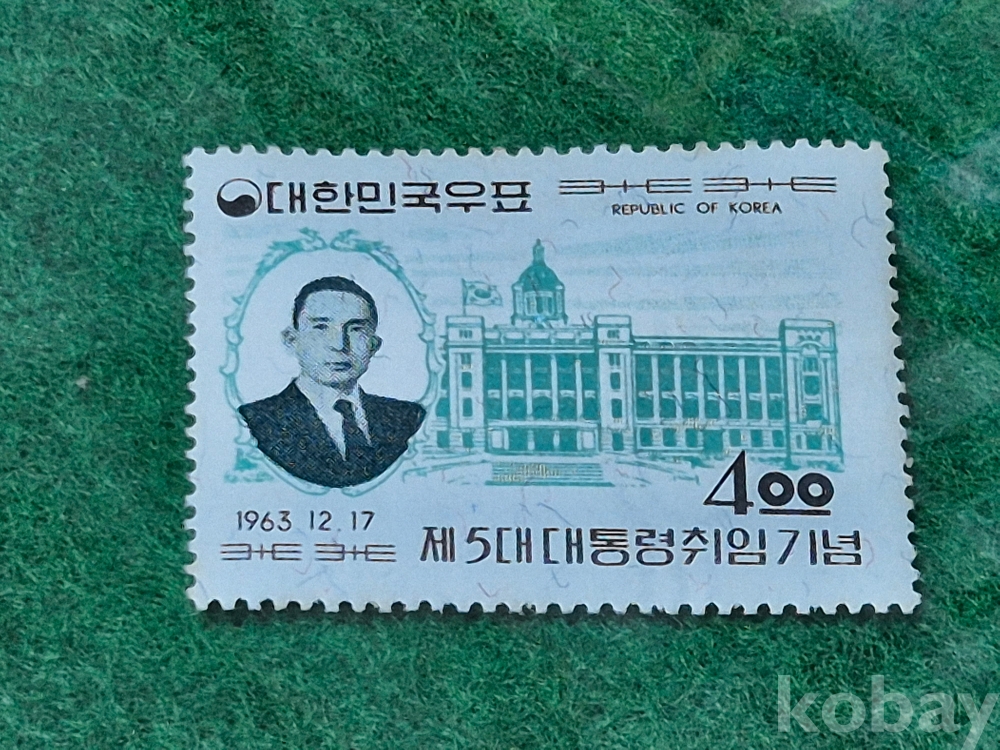 대한민국우표
REPUBLIC OF KOREA
4.00
1963 12.17
제5대대통령취임기념
kobay